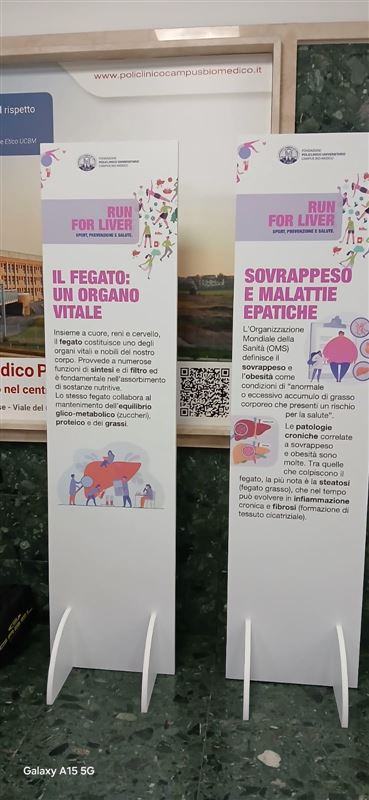 www.policlinicocampusbiomedico.it
rispetto
Etico UCBM
dico P
nel cent
se - Viale del
FONDAZIONE
POLICLINICO UNIVERSITARIO
CAMPUS BIO-MEDICO
RUN
FOR LIVER
SPORT, PREVENZIONE E SALUTE.
IL FEGATO:
UN ORGANO
VITALE
Insieme a cuore, reni e cervello,
il fegato costituisce uno degli
organi vitali e nobili del nostro
corpo. Provvede a numerose
funzioni di sintesi e di filtro ed
è fondamentale nell'assorbimento
di sostanze nutritive.
Lo stesso fegato collabora al
mantenimento dell'equilibrio
glico-metabolico (zuccheri),
proteico e dei grassi.
FONDAZIONE
POLICLINICO UNIVERSITARIO
CAMPUS BIO-MEDICO
RUN
FOR LIVER
SPORT, PREVENZIONE E SALUTE.
SOVRAPPESO
E MALATTIE
EPATICHE
L'Organizzazione
Mondiale della
Sanità (OMS)
definisce il
sovrappeso e
l'obesità come
condizioni di "anormale
o eccessivo accumulo di grasso
corporeo che presenti un rischio
per la salute".
Le patologie
croniche correlate
a sovrappeso
e obesità sono
molte. Tra quelle
che colpiscono il
fegato, la più nota è la steatosi
(fegato grasso), che nel tempo
può evolvere in infiammazione
cronica e fibrosi (formazione di
tessuto cicatriziale).
Galaxy A15 5G